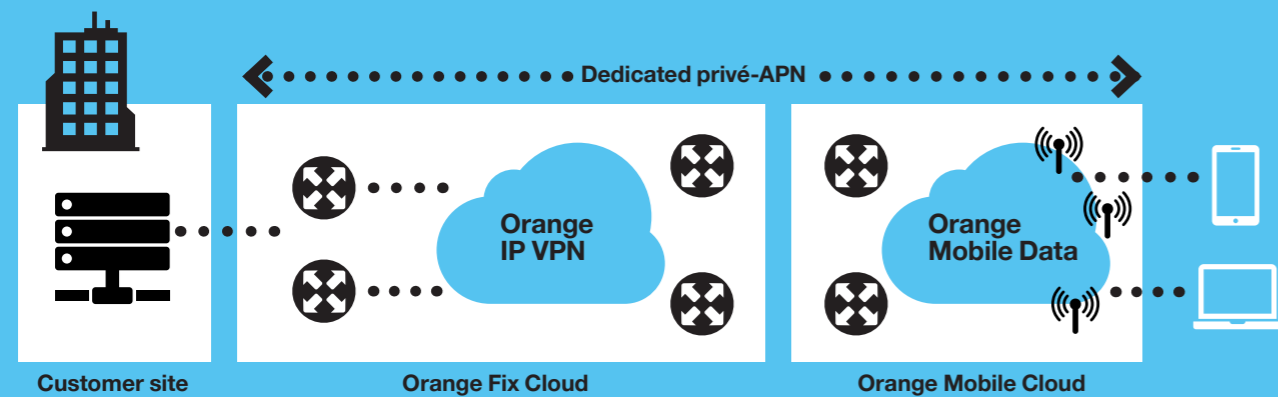 Dedicated privé-APN
Orange
IP VPN
Orange
Mobile Data
Customer site
Orange Fix Cloud
Orange Mobile Cloud